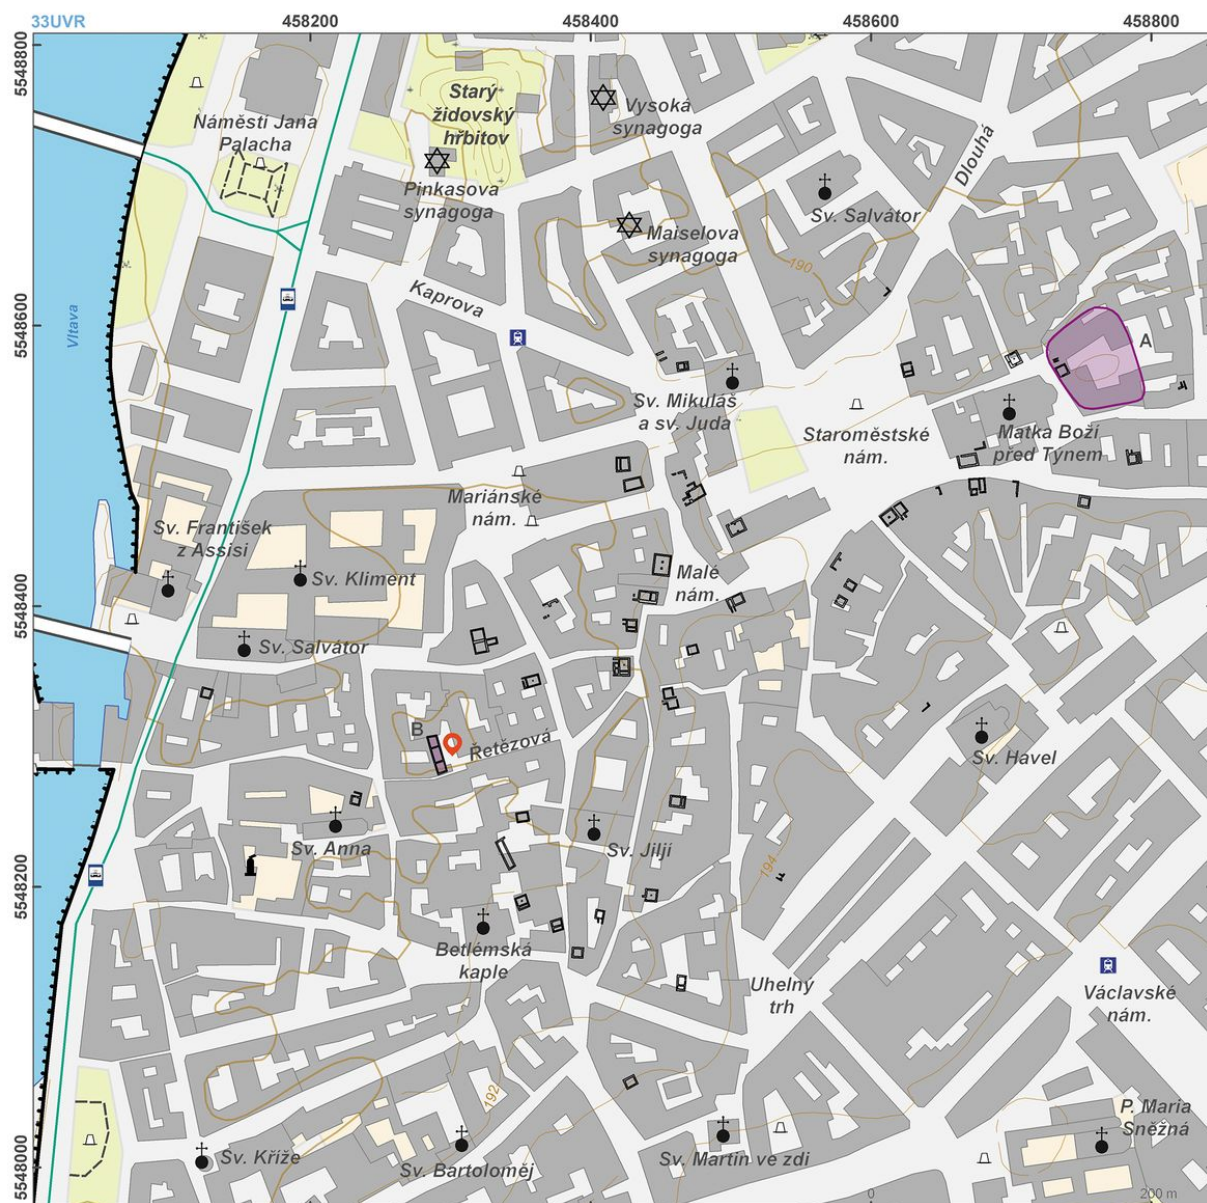 33UVR
458200
458400
458600
458800
5548800
5548600
5548400
5548200
5548000
Starý
židovský
hřbitov
Vysoká
synagoga
Náměstí Jana
Palacha
Dlouhá
Pinkasova
synagoga
Sv. Salvátor
Maiselova
synagoga
190
Kaprova
Vltava
A
Sv. Mikuláš
a sv. Juda
Staroměstské
nám.
Matka Boží
před Týnem
Mariánské
nám.
Sv. František
z Assisi
Sv. Kliment
Malé
nám.
Sv. Salvátor
B
Řetězová
Sv. Havel
Sv. Anna
Sv. Jiljí
194
Betlémská
kaple
Uhelný
trh
Václavské
nám.
192
P. Maria
Sněžná
Sv. Kříže
Sv. Bartoloměj
Sv. Martin ve zdi
0
200 m